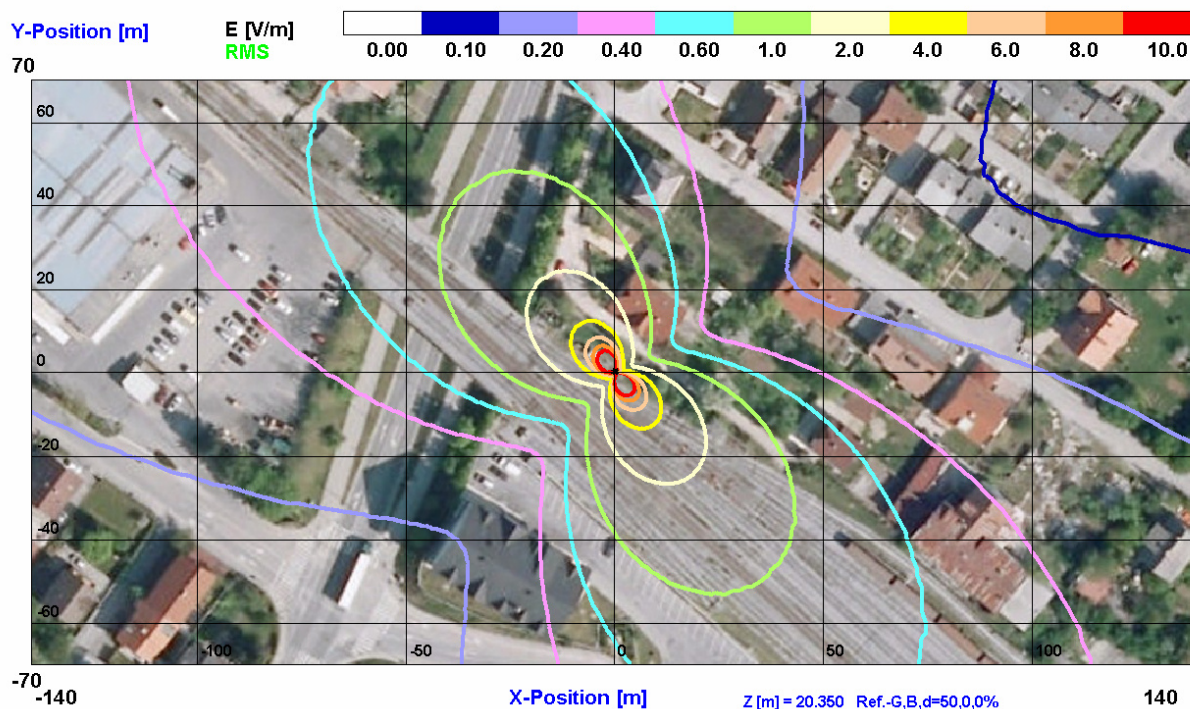 Y-Position [m]
E [V/m]
RMS
0.00 0.10 0.20 0.40 0.60 1.0 2.0 4.0 6.0 8.0 10.0
70
60
40
20
0
-20
-40
-60
-100 -50 0 50 100
-70
-140
X-Position [m]
Z [m] = 20.350 Ref.-G,B,d=50,0,0%
140